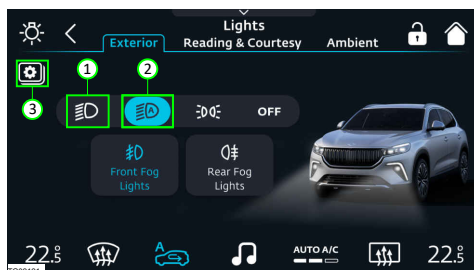 Lights
Exterior Reading & Courtesy Ambient
1 2
3
A
OFF
Front Fog
Lights
Rear Fog
Lights
22.5° A AUTO A/C 22.5°